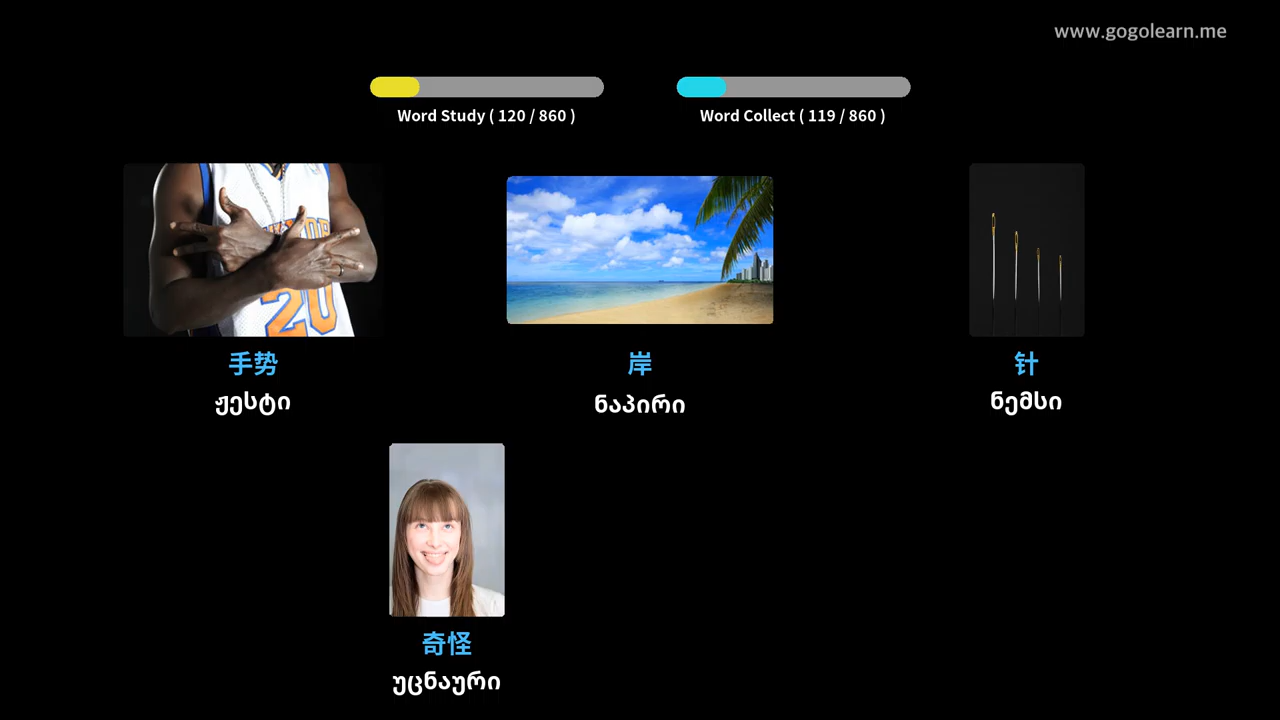 www.gogolearn.me
Word Study ( 120 / 860 )
Word Collect ( 119 / 860 )
20
手势
ჟესტი
岸
ნაპირი
针
ნემსი
奇怪
უცნაური